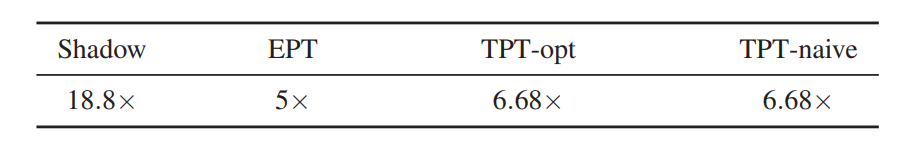 Shadow EPT TPT-opt TPT-naive
18.8× 5× 6.68× 6.68×